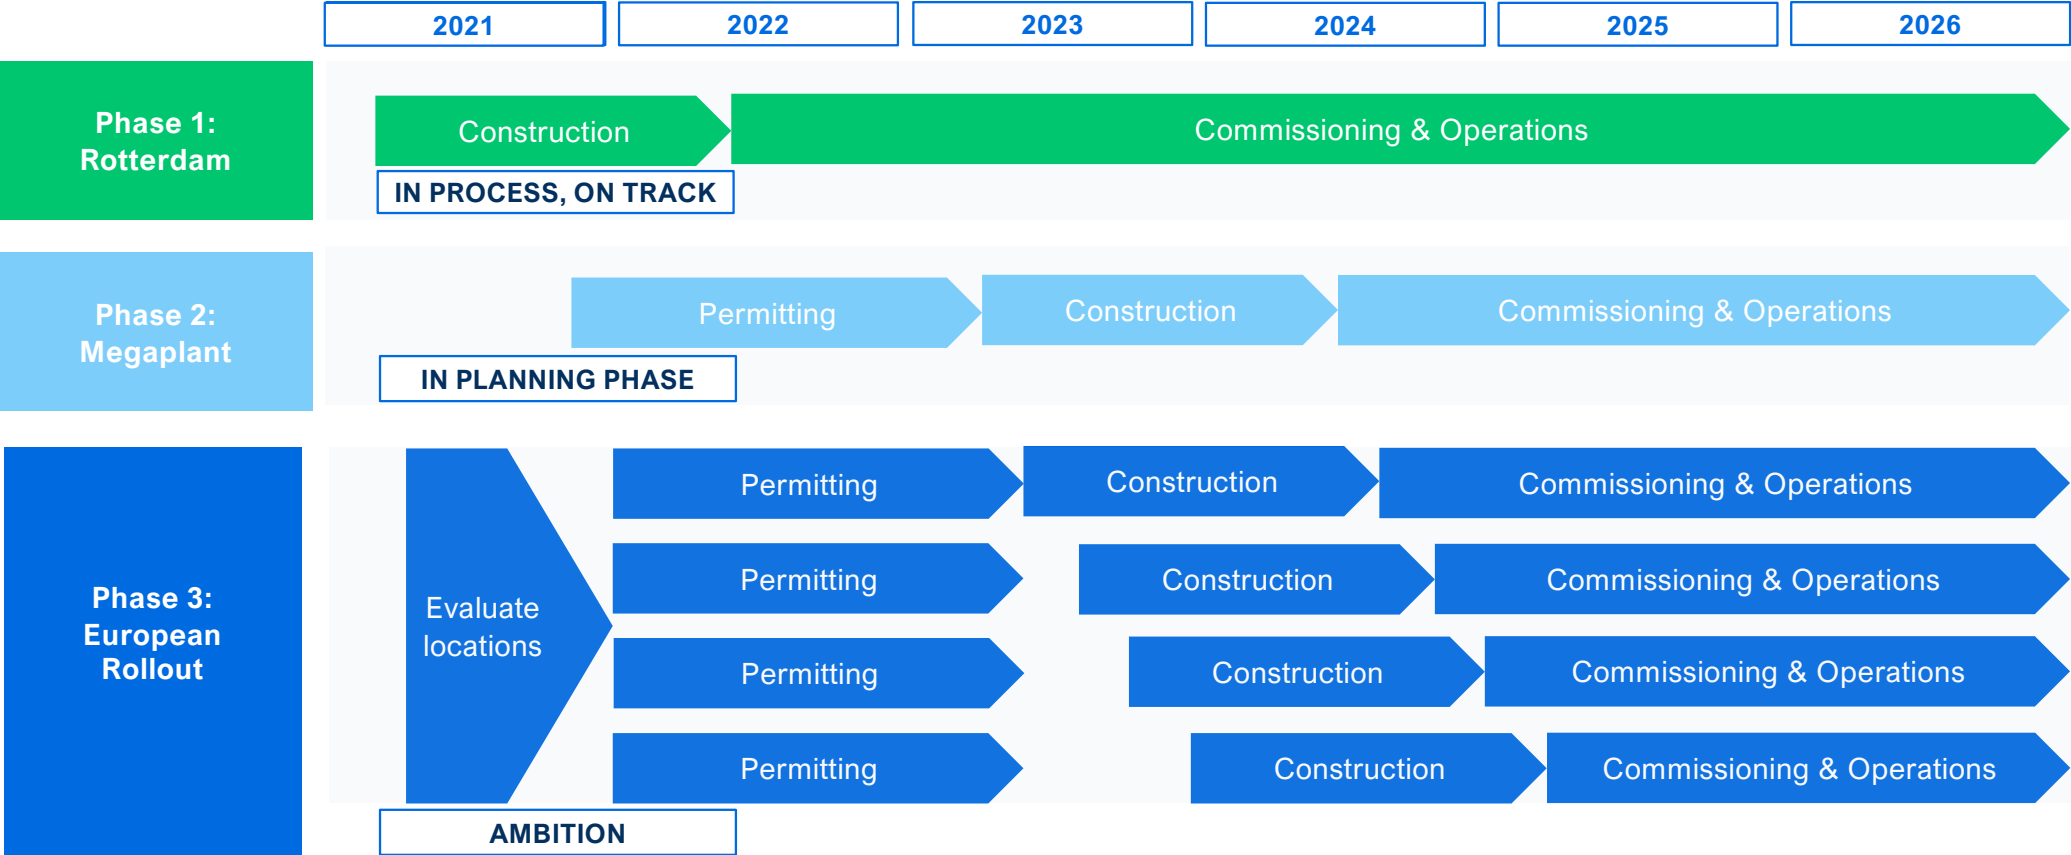 2021
2022
2023
2024
2025
2026
Phase 1:
Rotterdam
Construction
Commissioning & Operations
IN PROCESS, ON TRACK
Phase 2:
Megaplant
Permitting
Construction
Commissioning & Operations
IN PLANNING PHASE
Phase 3:
European
Rollout
Evaluate
locations
Permitting
Construction
Commissioning & Operations
Permitting
Construction
Commissioning & Operations
Permitting
Construction
Commissioning & Operations
Permitting
Construction
Commissioning & Operations
AMBITION